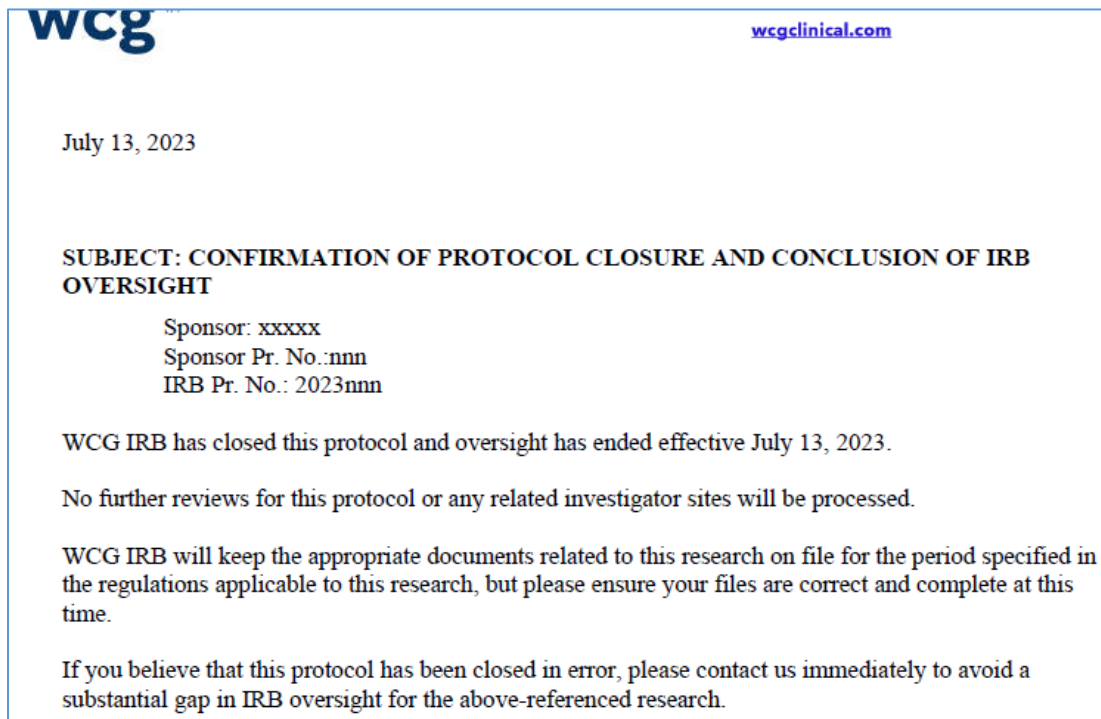 wcg
wcgclinical.com
July 13, 2023
SUBJECT: CONFIRMATION OF PROTOCOL CLOSURE AND CONCLUSION OF IRB
OVERSIGHT
Sponsor: xxxxx
Sponsor Pr. No.:nnn
IRB Pr. No.: 2023nnn
WCG IRB has closed this protocol and oversight has ended effective July 13, 2023.
No further reviews for this protocol or any related investigator sites will be processed.
WCG IRB will keep the appropriate documents related to this research on file for the period specified in
the regulations applicable to this research, but please ensure your files are correct and complete at this
time.
If you believe that this protocol has been closed in error, please contact us immediately to avoid a
substantial gap in IRB oversight for the above-referenced research.